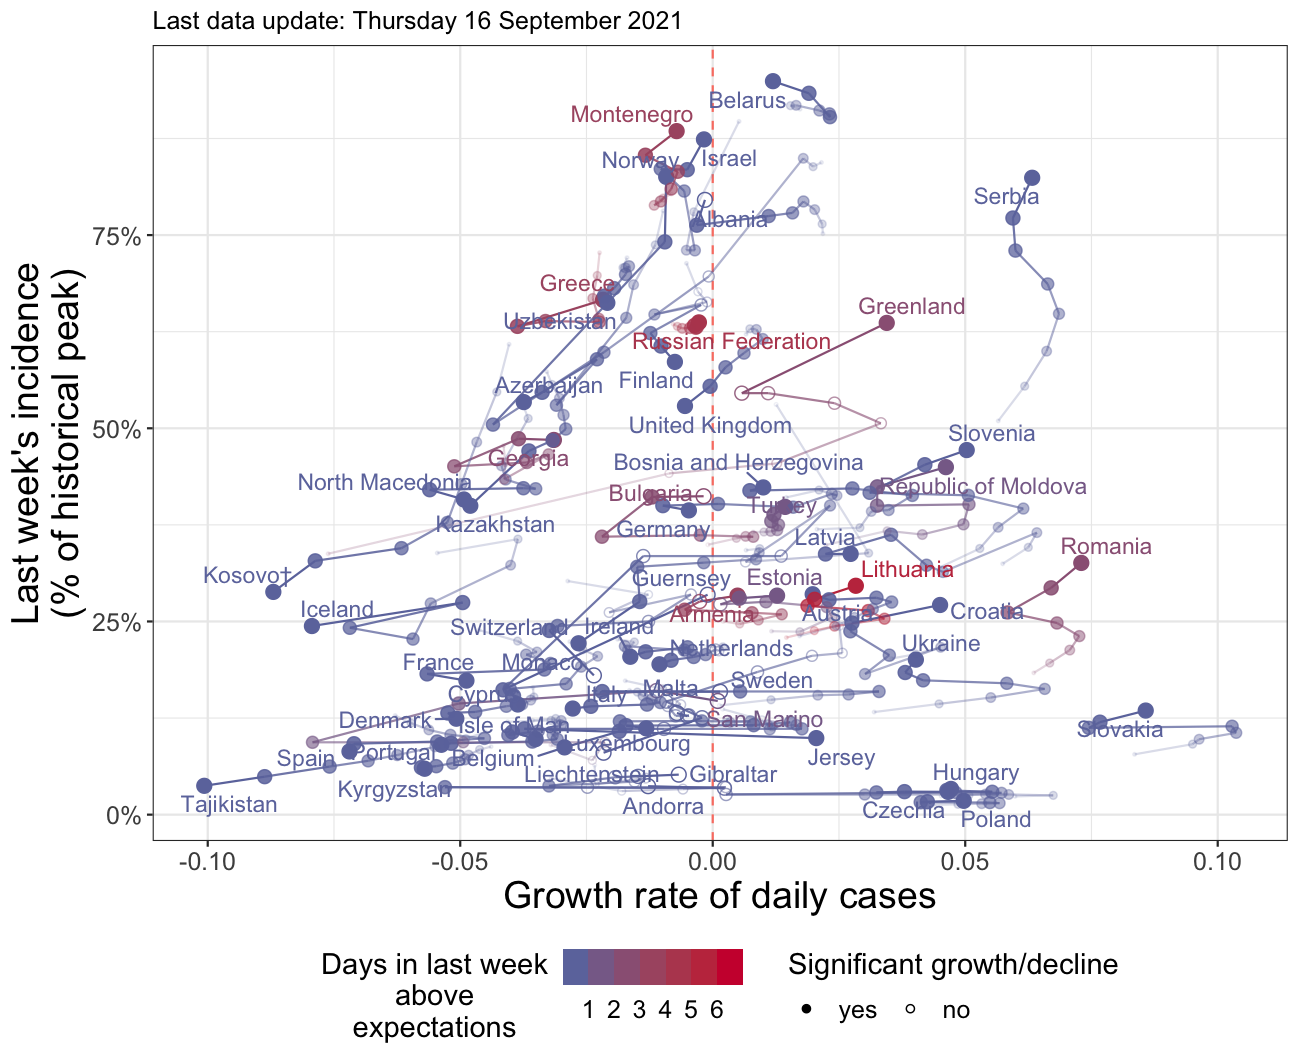 Last data update: Thursday 16 September 2021
Last week's incidence
(% of historical peak)
75%
50%
25%
0%
Belarus
Montenegro
Norway
Israel
Serbia
Albania
Greece
Greenland
Uzbekistan
Russian Federation
Finland
Azerbaijan
United Kingdom
Slovenia
Georgia
Bosnia and Herzegovina
North Macedonia
Bulgaria
Republic of Moldova
Turkey
Kazakhstan
Germany
Latvia
Romania
Kosovo†
Guernsey
Estonia
Lithuania
Iceland
Armenia
Austria
Croatia
Switzerland
Ireland
Ukraine
France
Monaco
Netherlands
Sweden
Cyprus
Italy
Malta
Denmark
Isle of Man
San Marino
Slovakia
Spain
Portugal
Belgium
Luxembourg
Jersey
Liechtenstein
Gibraltar
Hungary
Kyrgyzstan
Tajikistan
Andorra
Czechia
Poland
-0.10
-0.05
0.00
0.05
0.10
Growth rate of daily cases
Days in last week
above
expectations
1 2 3 4 5 6
Significant growth/decline
yes
no